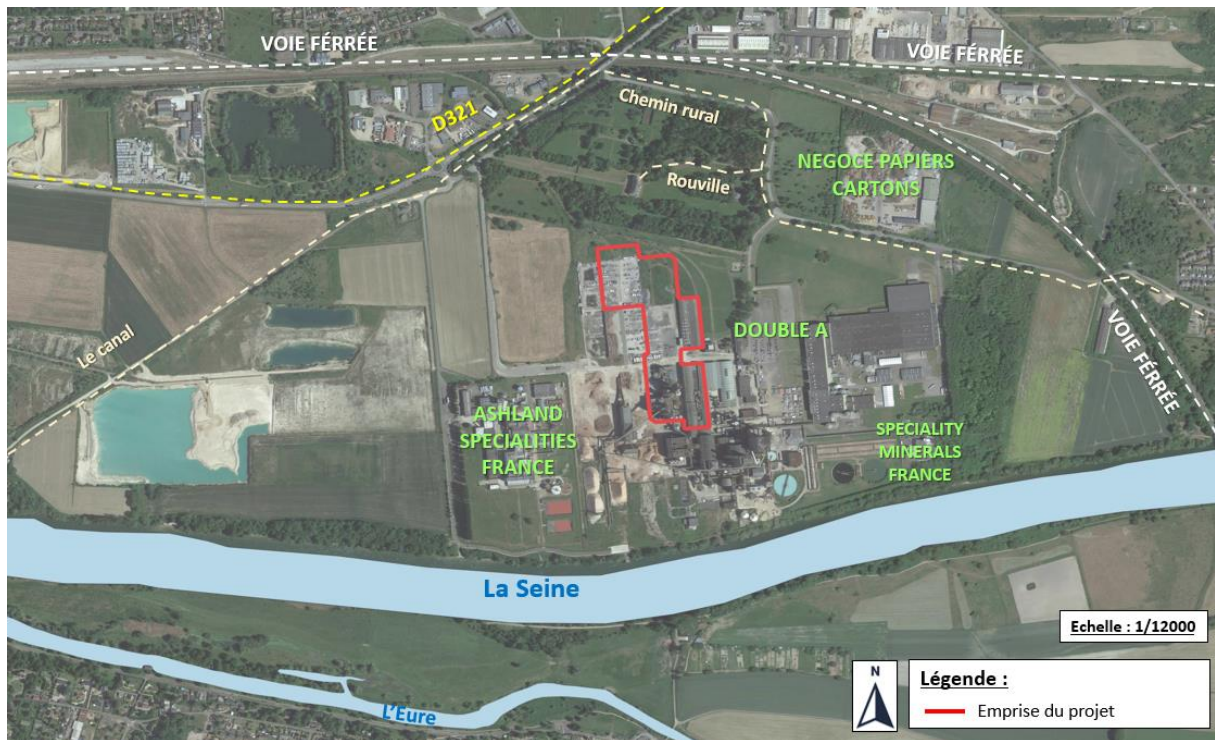 VOIE FÉRRÉE
VOIE FÉRRÉE
D321
Chemin rural
NEGOCE PAPIERS
CARTONS
Rouville
Le canal
DOUBLE A
VOIE FÉRRÉE
ASHLAND
SPECIALITIES
FRANCE
SPECIALITY
MINERALS
FRANCE
La Seine
Echelle : 1/12000
N
Légende :
Emprise du projet
L'Eure